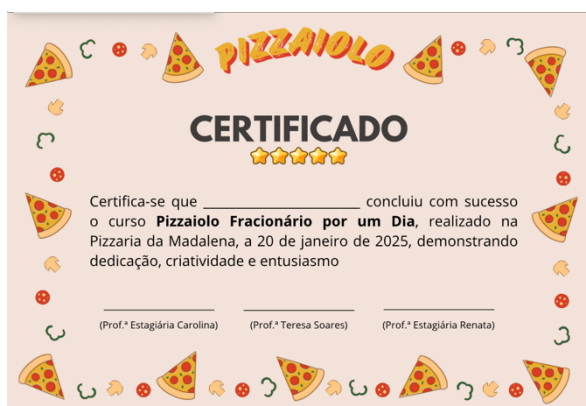 PIZZAIOLO
CERTIFICADO
Certifica-se que ______________________ concluiu com sucesso
o curso Pizzaiolo Fracionário por um Dia, realizado na
Pizzaria da Madalena, a 20 de janeiro de 2025, demonstrando
dedicação, criatividade e entusiasmo
(Prof.ª Estagiária Carolina) (Prof.ª Teresa Soares) (Prof.ª Estagiária Renata)